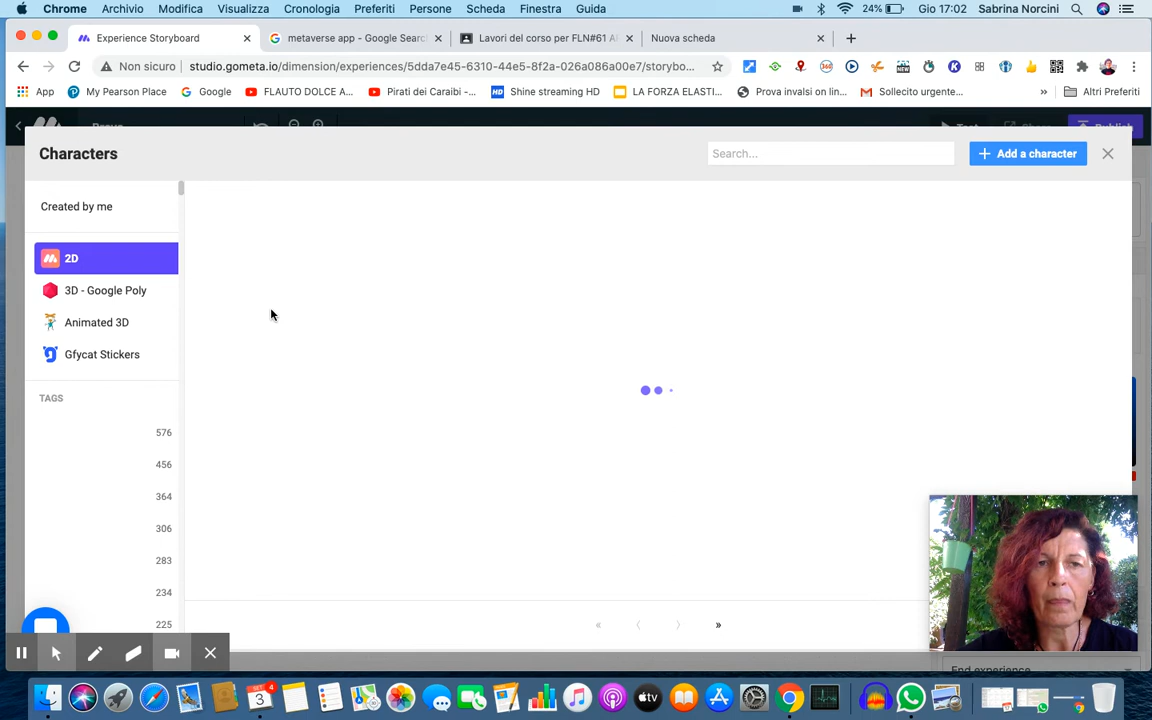 Chrome Archivio Modifica Visualizza Cronologia Preferiti Persone Scheda Finestra Guida 24% Gio 17:02 Sabrina Norcini
Experience Storyboard metaverse app - Google Searc Lavori del corso per FLN#61 A Nuova scheda
Non sicuro studio.gometa.io/dimension/experiences/5dda7e45-6310-44e5-8f2a-026a086a00e7/storybo...
App My Pearson Place Google FLAUTO DOLCE A... Pirati dei Caraibi -... Shine streaming HD LA FORZA ELASTI... Prova invalsi on lin... Sollecito urgente... » Altri Preferiti
Characters Search... + Add a character
Created by me
2D
3D - Google Poly
Animated 3D
Gfycat Stickers
TAGS
576
456
364
306
283
234
225
« ‹ › »
End experience